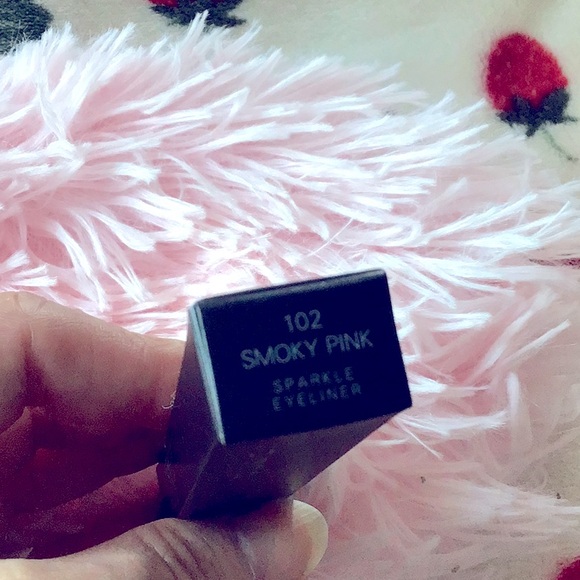 102
SMOKY PINK
SPARKLE
EYELINER